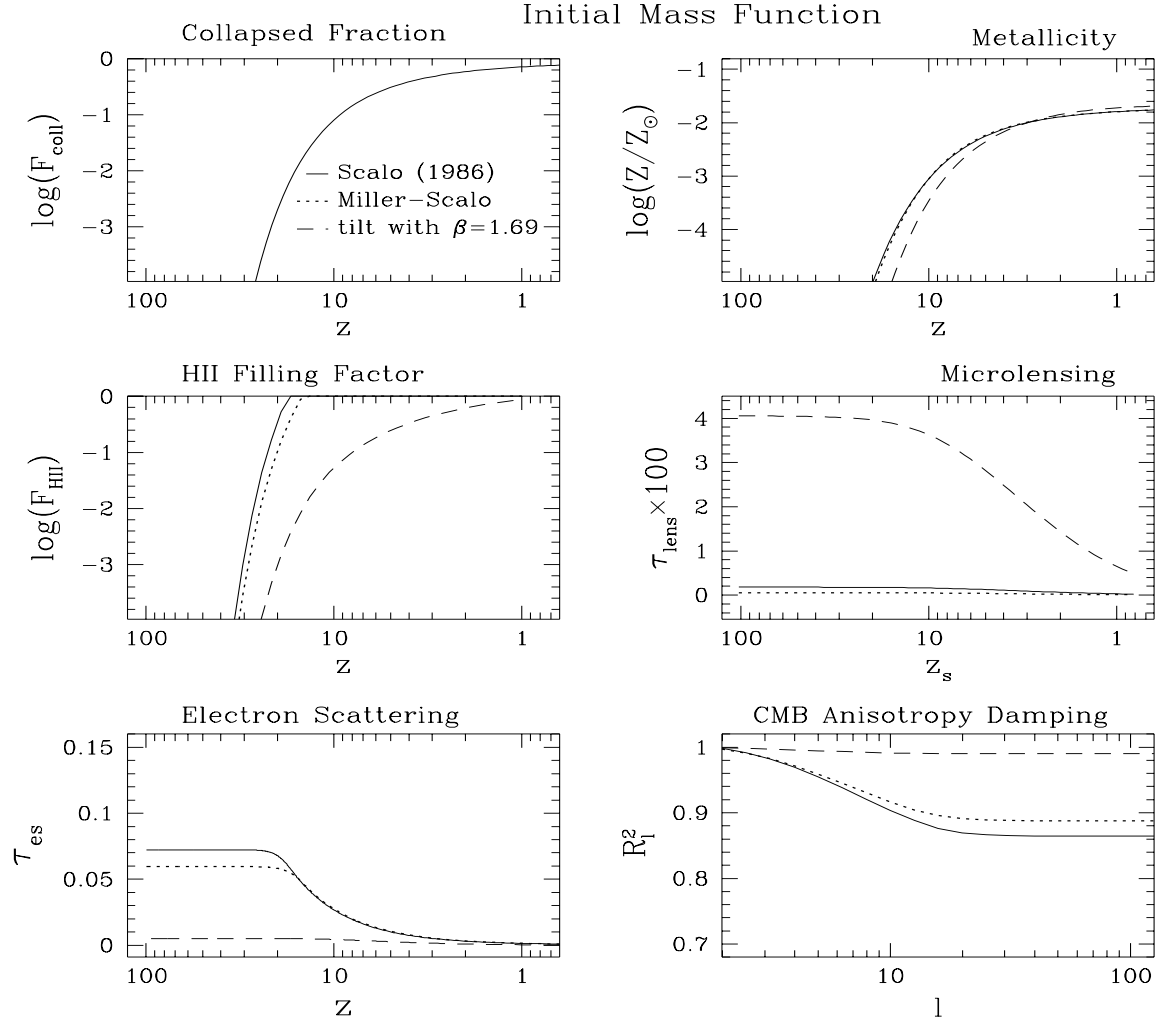 Initial Mass Function
Collapsed Fraction
0
−1
−2
−3
log(F_coll)
Scalo (1986)
Miller−Scalo
tilt with β=1.69
100 10 1
z
Metallicity
−1
−2
−3
−4
log(Z/Z_⊙)
100 10 1
z
HII Filling Factor
0
−1
−2
−3
log(F_HII)
100 10 1
z
Microlensing
4
3
2
1
0
τ_lens×100
100 10 1
z_s
Electron Scattering
0.15
0.1
0.05
0
τ_es
100 10 1
z
CMB Anisotropy Damping
1
0.9
0.8
0.7
R_l^2
10 100
l